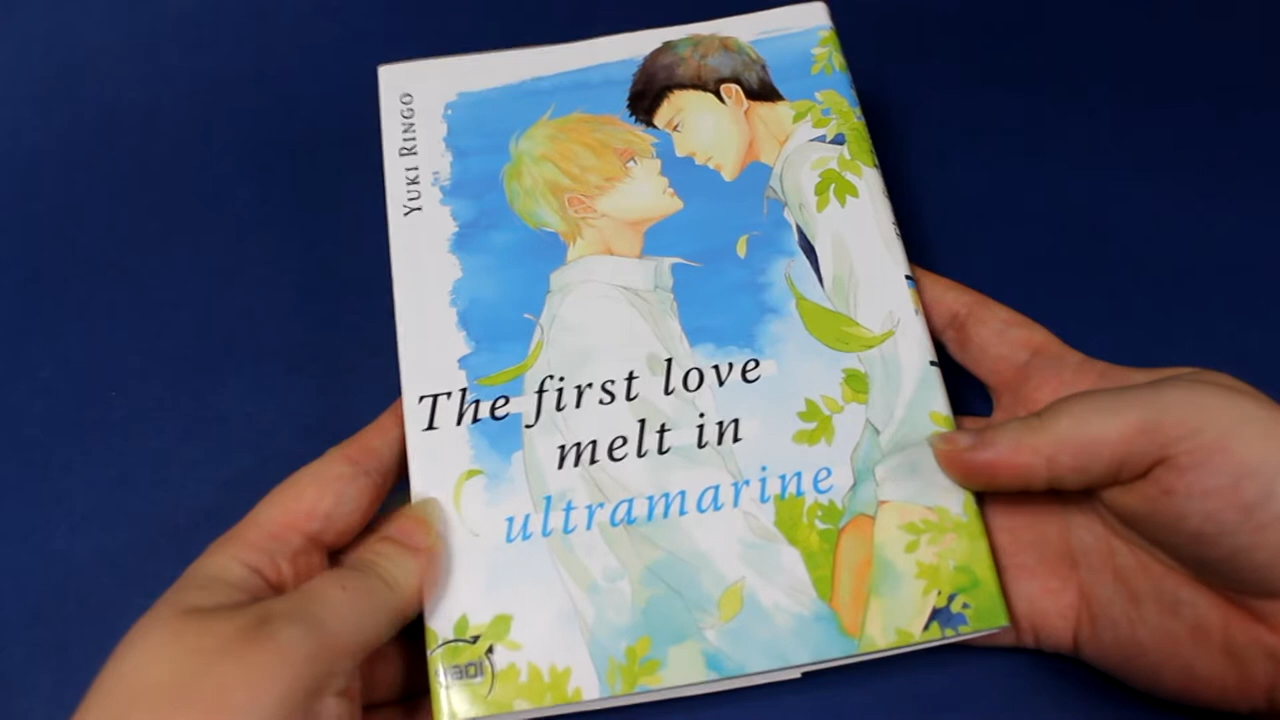 Yuki Ringo
The first love
melt in
ultramarine